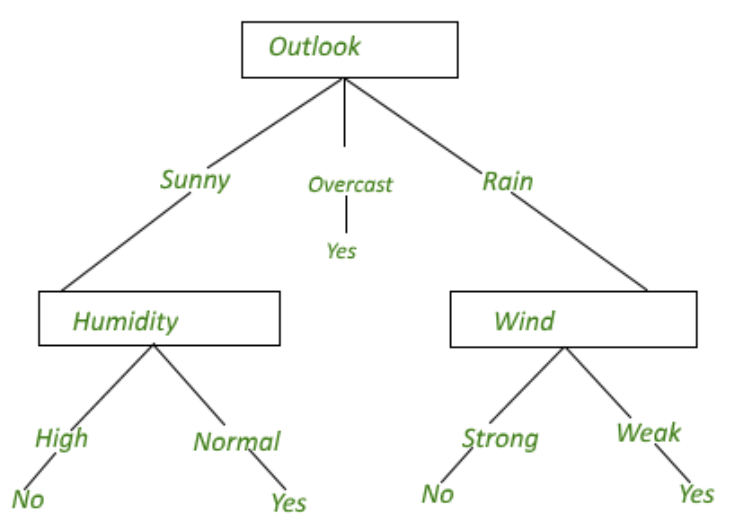 Outlook
Sunny
Overcast
Rain
Yes
Humidity
Wind
High
Normal
Strong
Weak
No
Yes
No
Yes